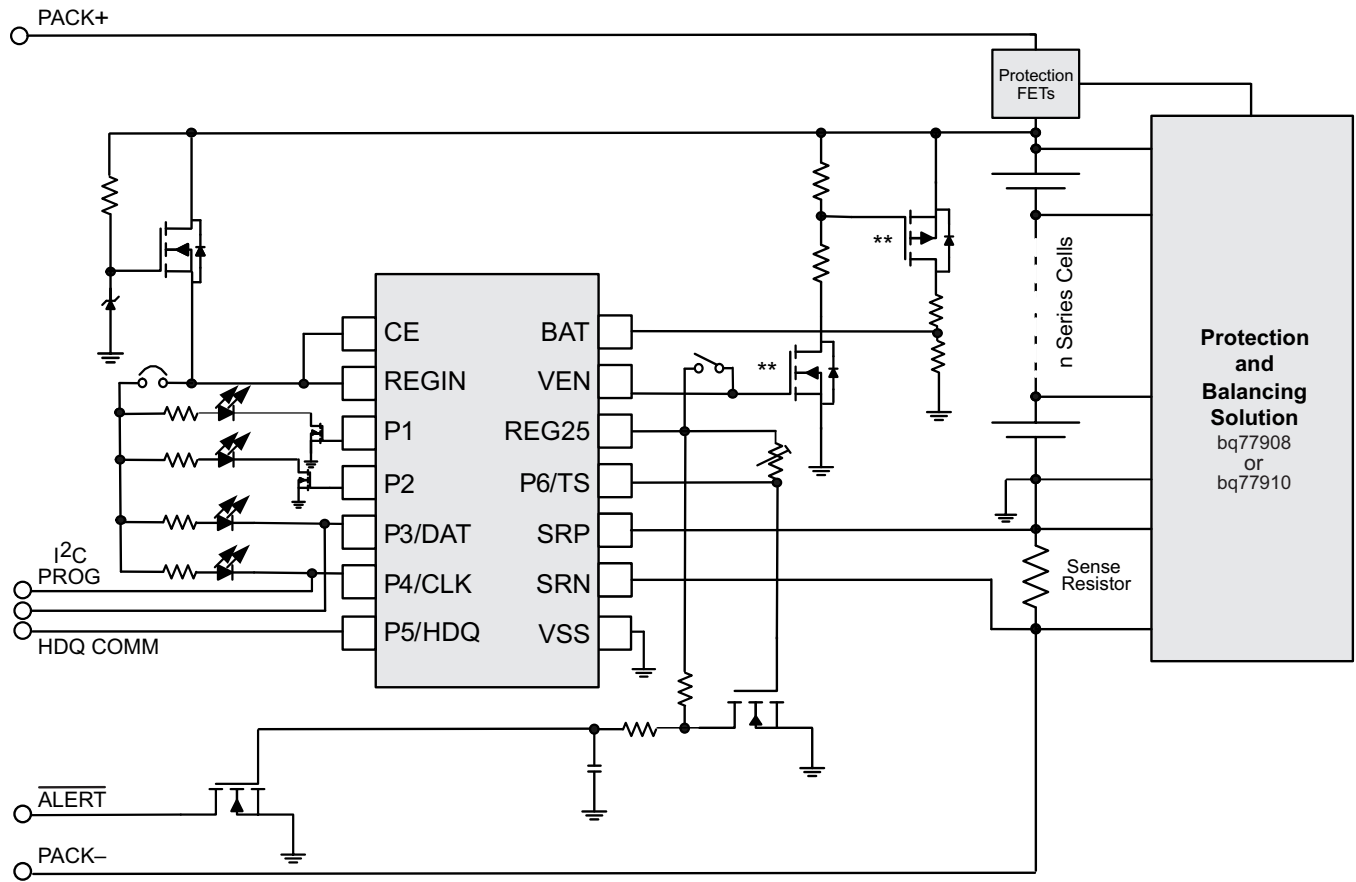 PACK+
Protection
FETs
**
n Series Cells
CE
BAT
**
REGIN
VEN
P1
REG25
P2
P6/TS
P3/DAT
SRP
I2C
PROG
P4/CLK
SRN
Sense
Resistor
P5/HDQ
VSS
HDQ COMM
Protection
and
Balancing
Solution
bq77908
or
bq77910
ALERT
PACK–